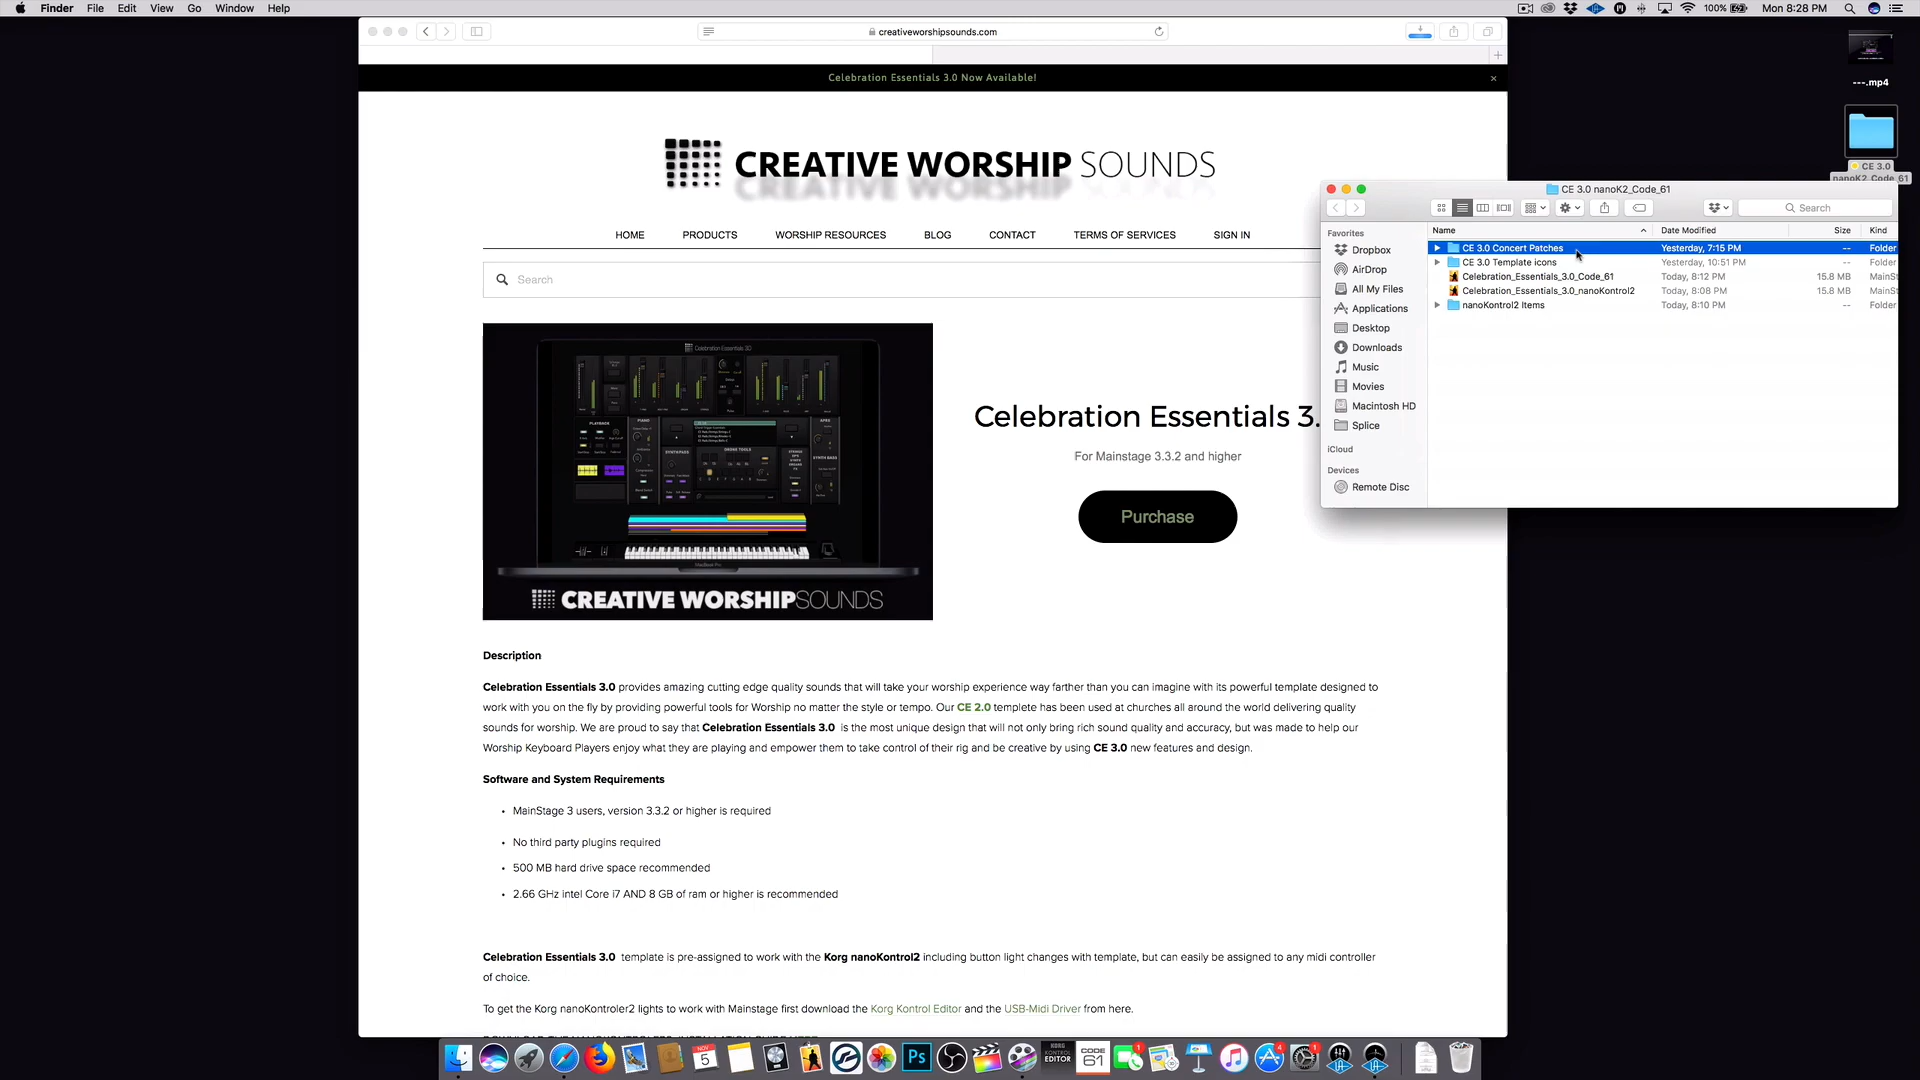 Finder File Edit View Go Window Help
100% Mon 8:28 PM
creativeworshipsounds.com
Celebration Essentials 3.0 Now Available!
CREATIVE WORSHIP SOUNDS
HOME PRODUCTS WORSHIP RESOURCES BLOG CONTACT TERMS OF SERVICES SIGN IN
Search
Celebration Essentials 3.
For Mainstage 3.3.2 and higher
Purchase
CREATIVE WORSHIPSOUNDS
Description
Celebration Essentials 3.0 provides amazing cutting edge quality sounds that will take your worship experience way farther than you can imagine with its powerful template designed to
work with you on the fly by providing powerful tools for Worship no matter the style or tempo. Our CE 2.0 templete has been used at churches all around the world delivering quality
sounds for worship. We are proud to say that Celebration Essentials 3.0 is the most unique design that will not only bring rich sound quality and accuracy, but was made to help our
Worship Keyboard Players enjoy what they are playing and empower them to take control of their rig and be creative by using CE 3.0 new features and design.
Software and System Requirements
• MainStage 3 users, version 3.3.2 or higher is required
• No third party plugins required
• 500 MB hard drive space recommended
• 2.66 GHz intel Core i7 AND 8 GB of ram or higher is recommended
Celebration Essentials 3.0 template is pre-assigned to work with the Korg nanoKontrol2 including button light changes with template, but can easily be assigned to any midi controller
of choice.
To get the Korg nanoKontroler2 lights to work with Mainstage first download the Korg Kontrol Editor and the USB-Midi Driver from here.
---.mp4
CE 3.0
nanoK2_Code_61
CE 3.0 nanoK2_Code_61
Search
Favorites
Dropbox
AirDrop
All My Files
Applications
Desktop
Downloads
Music
Movies
Macintosh HD
Splice
iCloud
Devices
Remote Disc
Name Date Modified Size Kind
CE 3.0 Concert Patches Yesterday, 7:15 PM -- Folder
CE 3.0 Template icons Yesterday, 10:51 PM -- Folder
Celebration_Essentials_3.0_Code_61 Today, 8:12 PM 15.8 MB MainSt
Celebration_Essentials_3.0_nanoKontrol2 Today, 8:08 PM 15.8 MB MainSt
nanoKontrol2 Items Today, 8:10 PM -- Folder
NOV
5
Ps
KORG
KONTROL
EDITOR
CODE
61
1
4
1